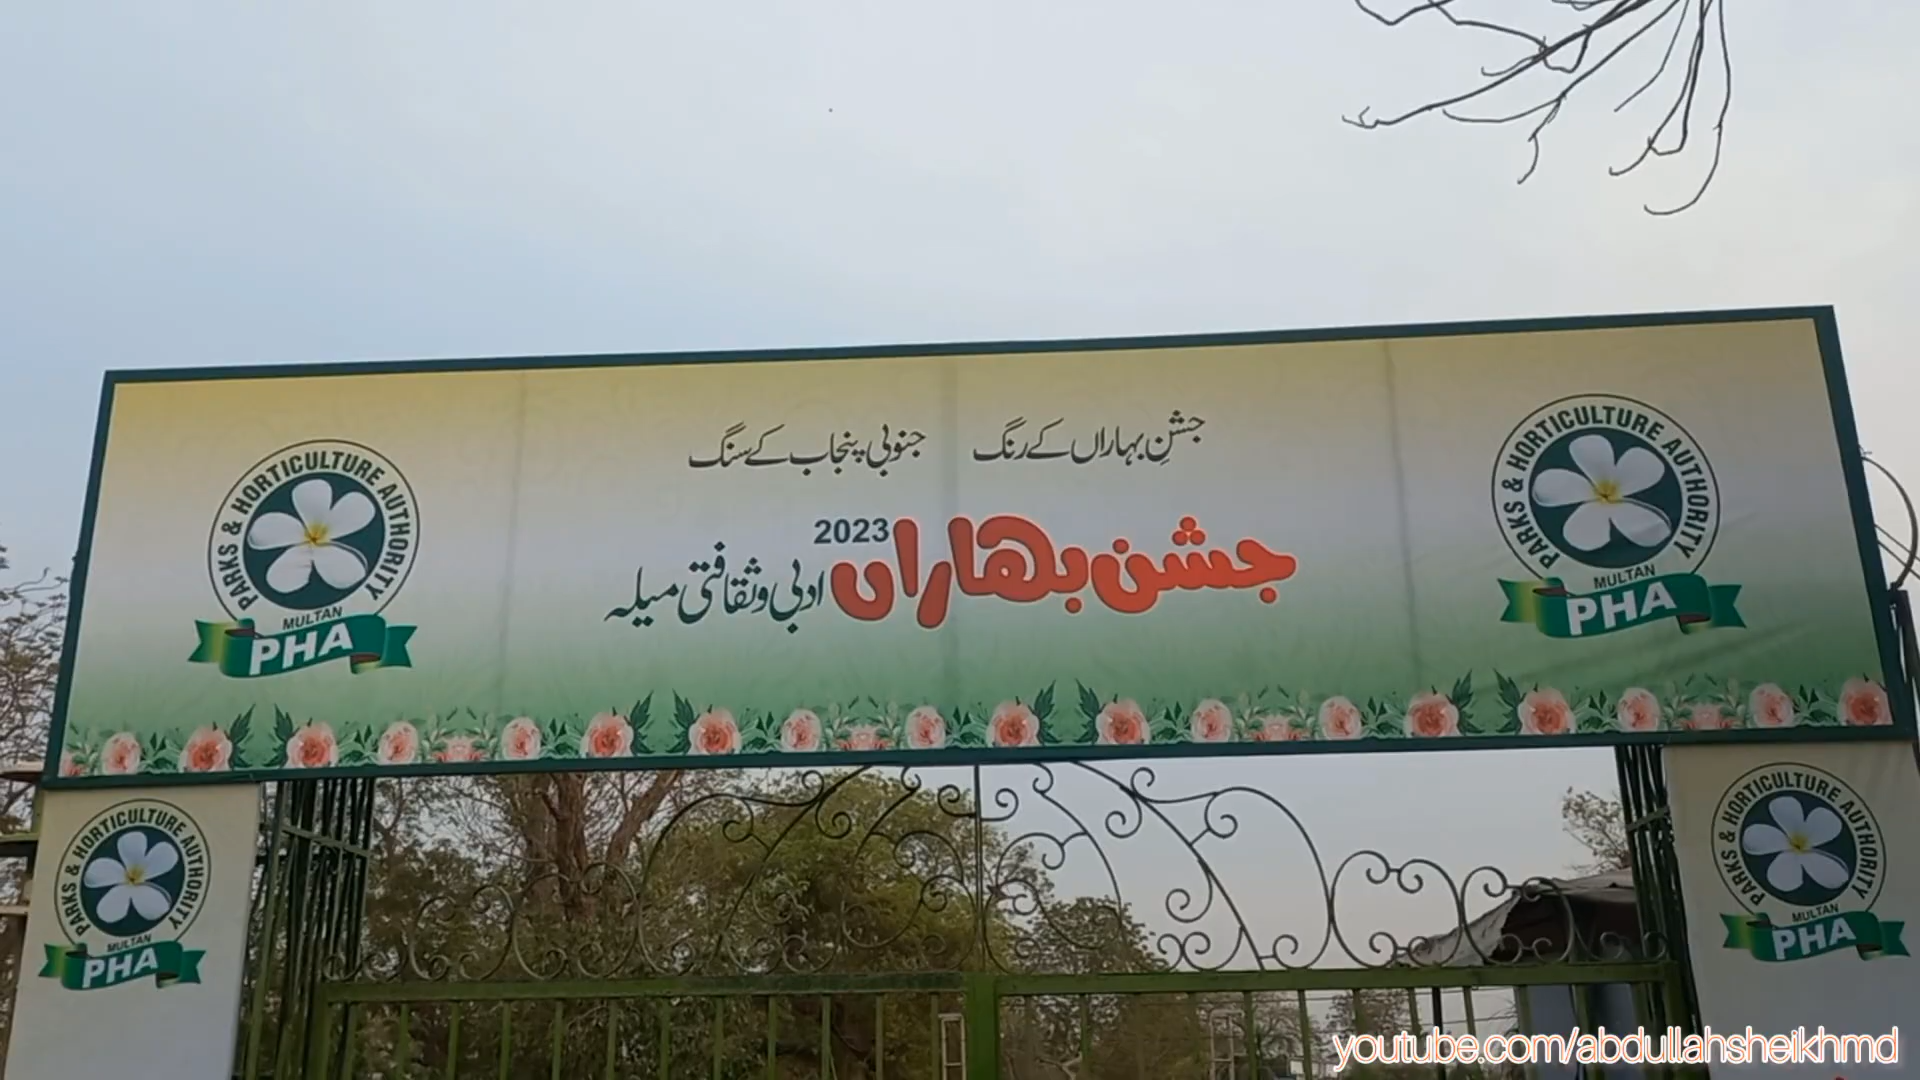 جشنِ بہاراں کے رنگ جنوبی پنجاب کے سنگ
جشن بھاراں 2023
ادبی و ثقافتی میلہ
PARKS & HORTICULTURE AUTHORITY
MULTAN
PHA
PARKS & HORTICULTURE AUTHORITY
MULTAN
PHA
PARKS & HORTICULTURE AUTHORITY
MULTAN
PHA
PARKS & HORTICULTURE AUTHORITY
MULTAN
PHA
youtube.com/abdullahsheikhmd